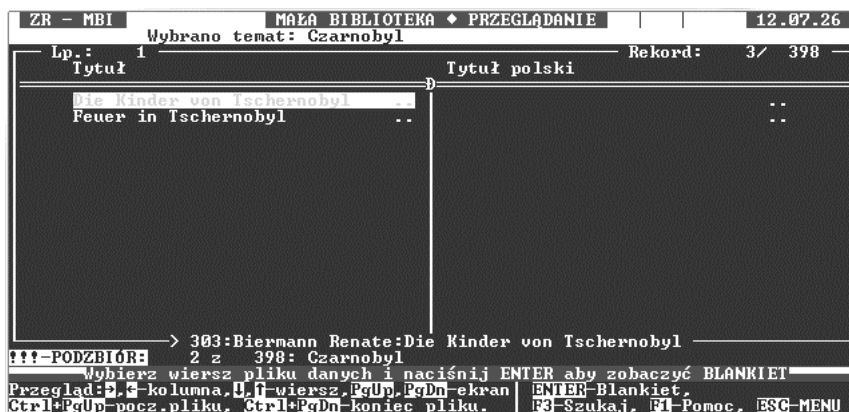 ZR - MBI MAŁA BIBLIOTEKA ◆ PRZEGLĄDANIE 12.07.26
Wybrano temat: Czarnobyl
Lp.: 1 Rekord: 3/ 398
Tytuł Tytuł polski
Đ
Die Kinder von Tschernobyl .. ..
Feuer in Tschernobyl .. ..
> 303:Biermann Renate:Die Kinder von Tschernobyl
!!!-PODZBIÓR: 2 z 398: Czarnobyl
Wybierz wiersz pliku danych i naciśnij ENTER aby zobaczyć BLANKIET
Przegląd:→,←-kolumna,↓,↑-wiersz,PgUp,PgDn-ekran ENTER-Blankiet,
Ctrl+PgUp-pocz.pliku, Ctrl+PgDn-koniec pliku. F3-Szukaj, F1-Pomoc, ESC-MENU